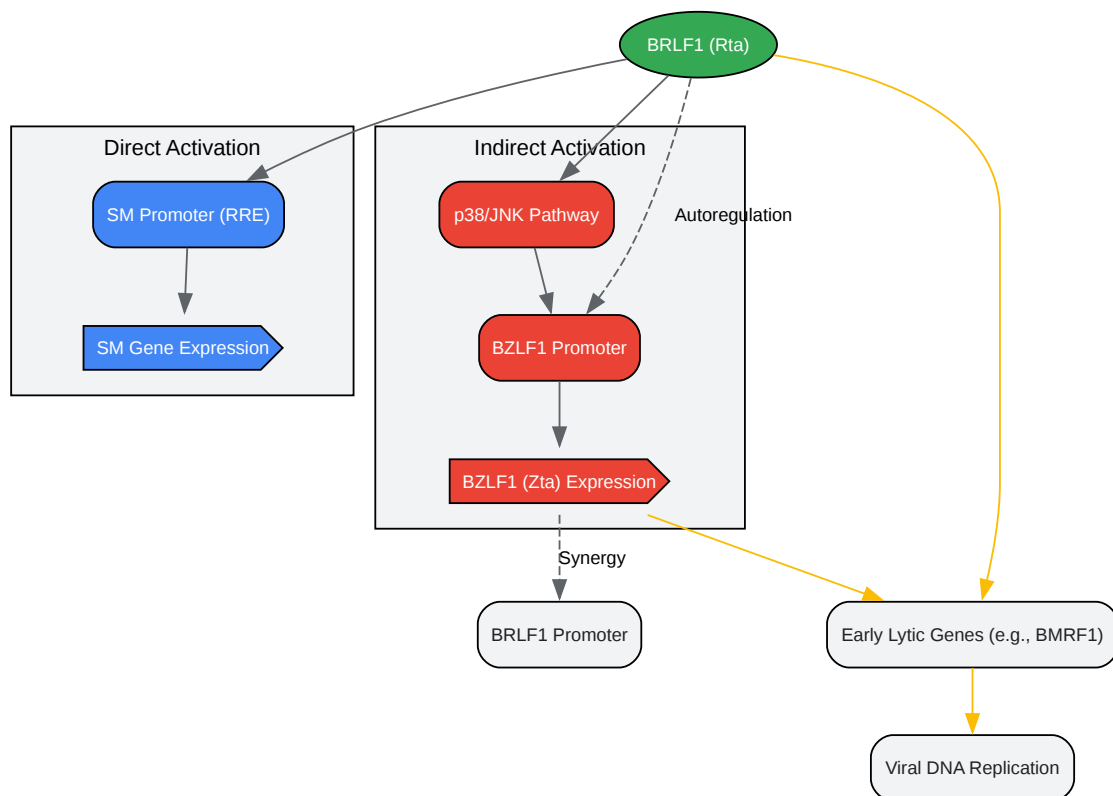 BRLF1 (Rta)
Direct Activation
Indirect Activation
SM Promoter (RRE)
p38/JNK Pathway
Autoregulation
SM Gene Expression
BZLF1 Promoter
BZLF1 (Zta) Expression
Synergy
BRLF1 Promoter
Early Lytic Genes (e.g., BMRF1)
Viral DNA Replication